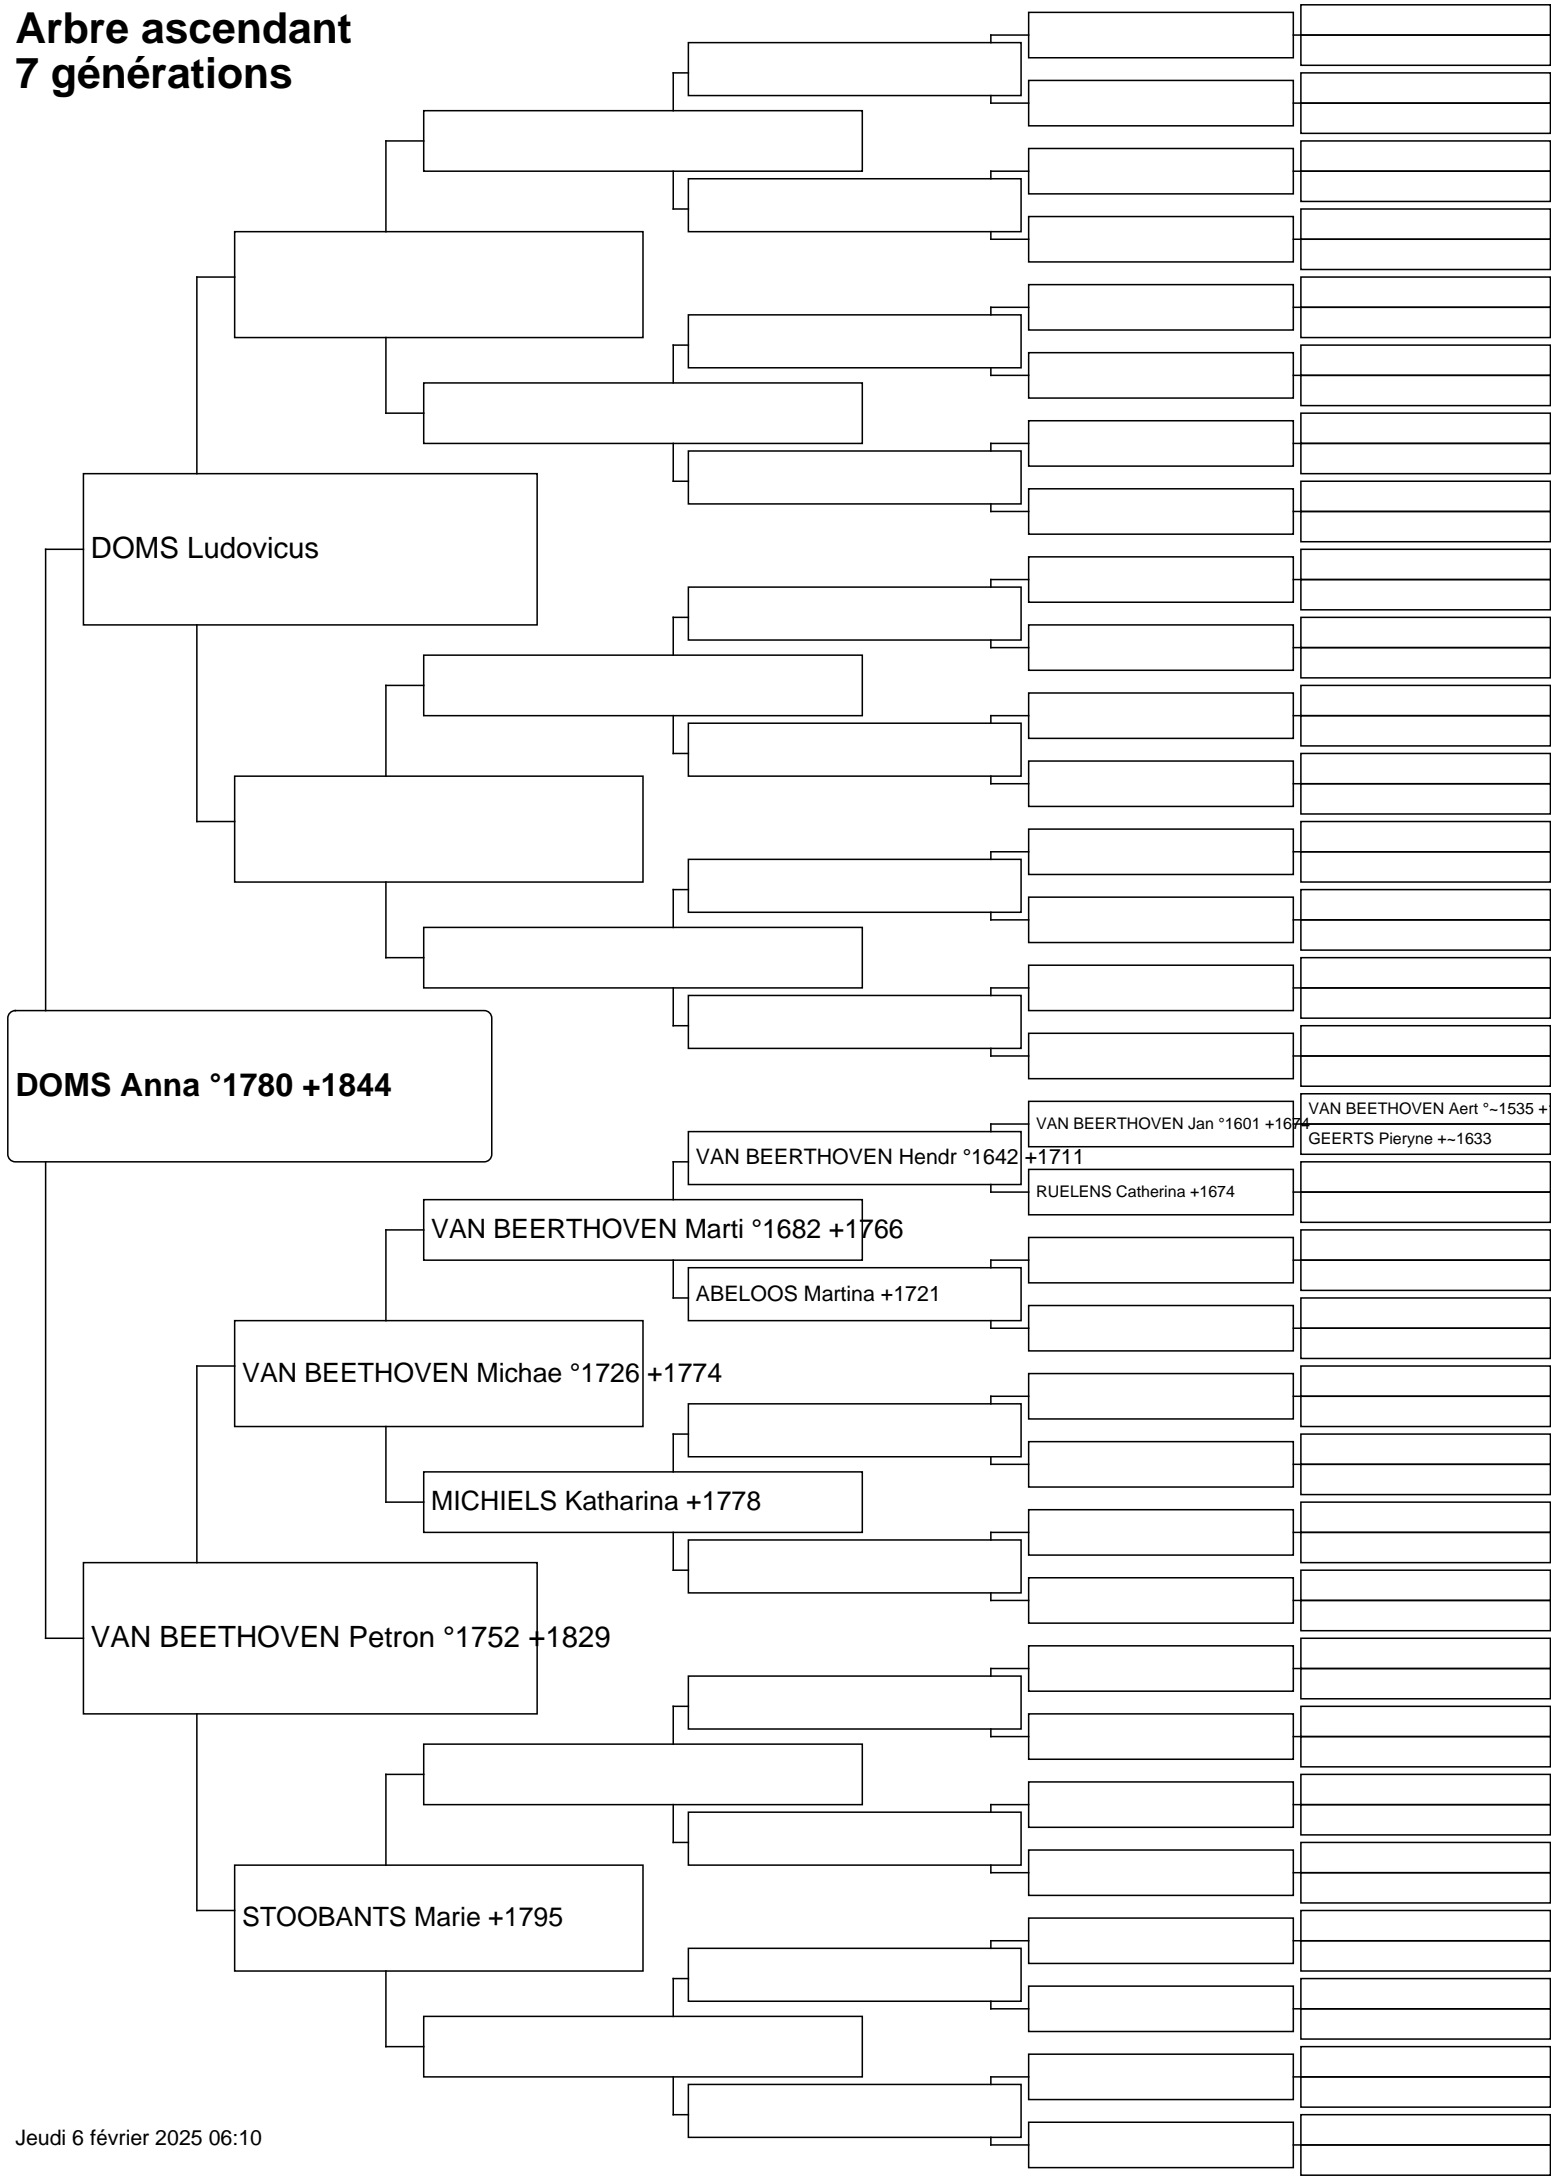 Arbre ascendant
7 générations
DOMS Ludovicus
DOMS Anna °1780 +1844
VAN BEERTHOVEN Jan °1601 +1674
VAN BEETHOVEN Aert °~1535 +
GEERTS Pieryne +~1633
VAN BEERTHOVEN Hendr °1642 +1711
RUELENS Catherina +1674
VAN BEERTHOVEN Marti °1682 +1766
ABELOOS Martina +1721
VAN BEETHOVEN Michae °1726 +1774
MICHIELS Katharina +1778
VAN BEETHOVEN Petron °1752 +1829
STOOBANTS Marie +1795
Jeudi 6 février 2025 06:10